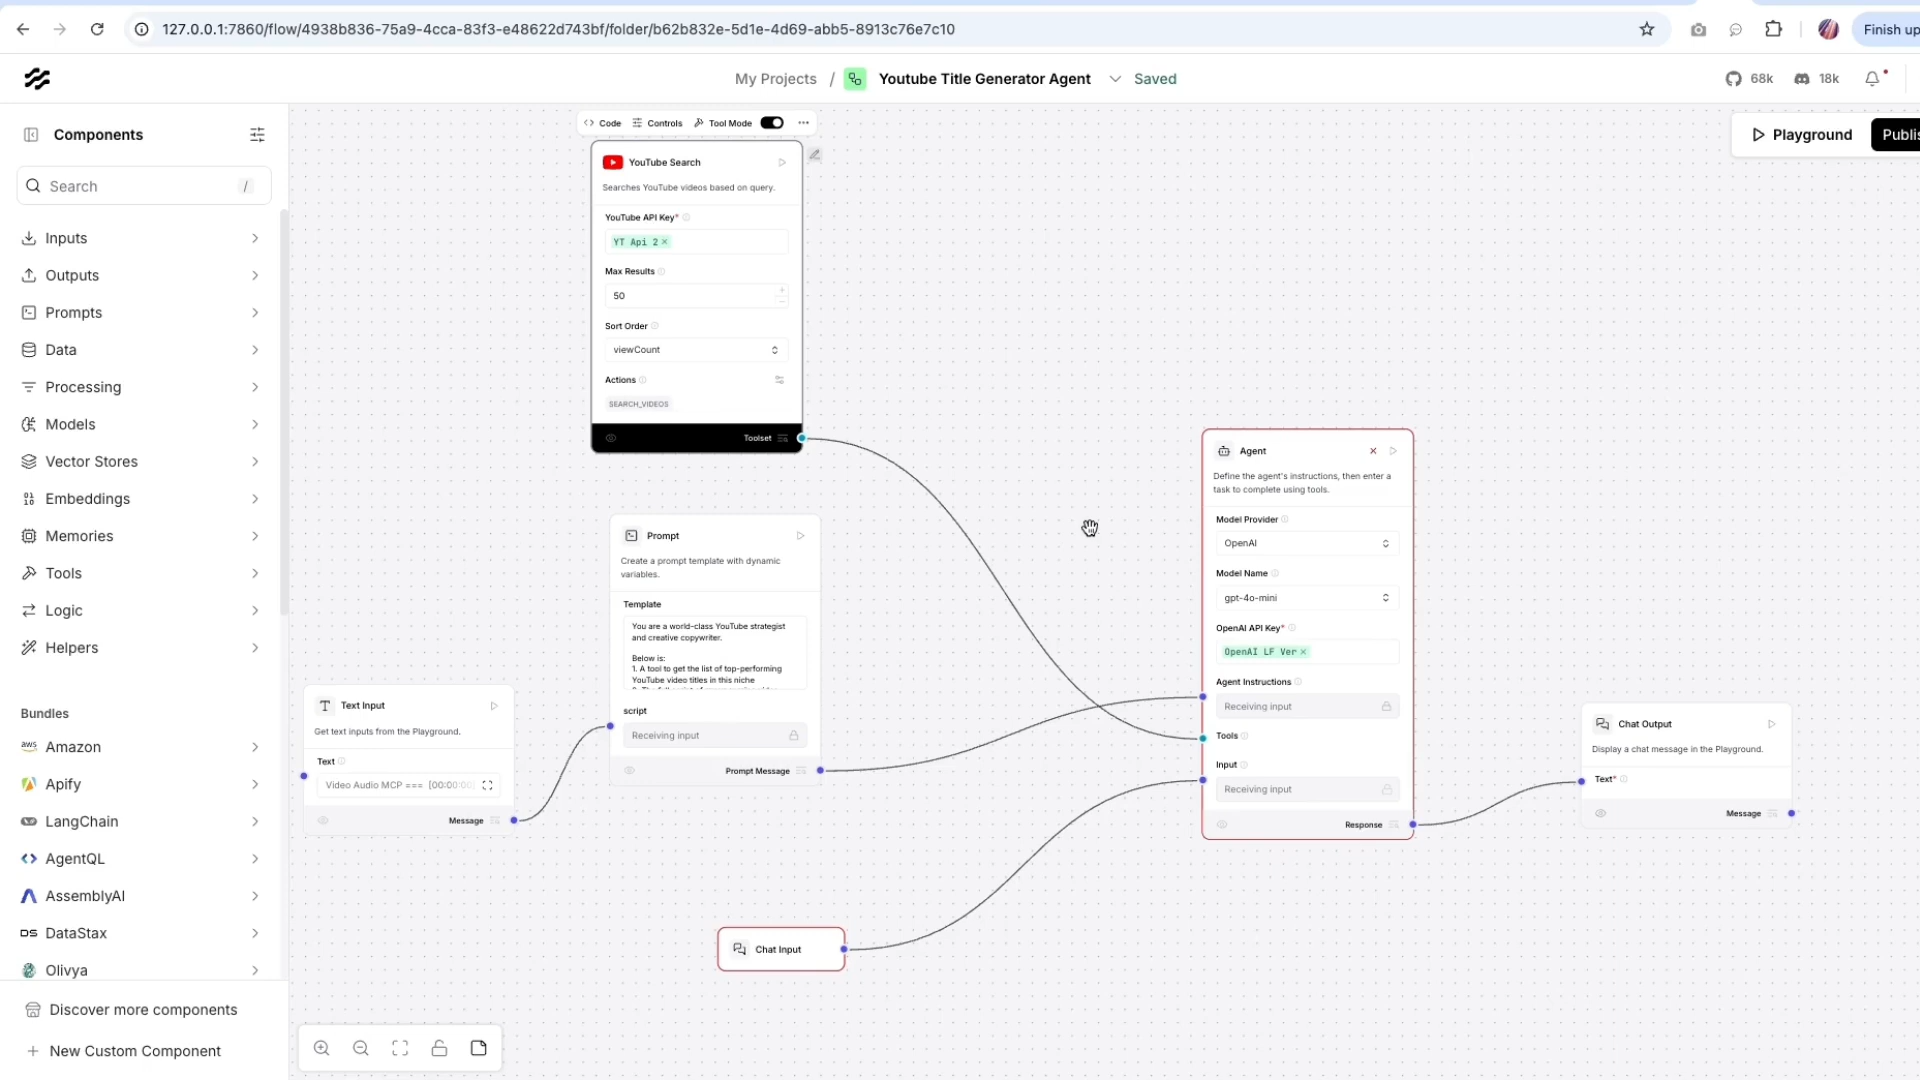 127.0.0.1:7860/flow/4938b836-75a9-4cca-83f3-e48622d743bf/folder/b62b832e-5d1e-4d69-abb5-8913c76e7c10
Finish up
My Projects / Youtube Title Generator Agent Saved
68k 18k
Components
Search /
Inputs
Outputs
Prompts
Data
Processing
Models
Vector Stores
Embeddings
Memories
Tools
Logic
Helpers
Bundles
aws Amazon
Apify
LangChain
AgentQL
AssemblyAI
DS DataStax
Olivya
Discover more components
+ New Custom Component
Playground Publis
Code Controls Tool Mode
YouTube Search
Searches YouTube videos based on query.
YouTube API Key*
YT Api 2 ×
Max Results
50
Sort Order
viewCount
Actions
SEARCH_VIDEOS
Toolset
Prompt
Create a prompt template with dynamic
variables.
Template
You are a world-class YouTube strategist
and creative copywriter.
Below is:
1. A tool to get the list of top-performing
YouTube video titles in this niche
script
Receiving input
Prompt Message
Text Input
Get text inputs from the Playground.
Text
Video Audio MCP === [00:00:00]
Message
Chat Input
Agent
Define the agent's instructions, then enter a
task to complete using tools.
Model Provider
OpenAI
Model Name
gpt-4o-mini
OpenAI API Key*
OpenAI LF Ver ×
Agent Instructions
Receiving input
Tools
Input
Receiving input
Response
Chat Output
Display a chat message in the Playground.
Text*
Message